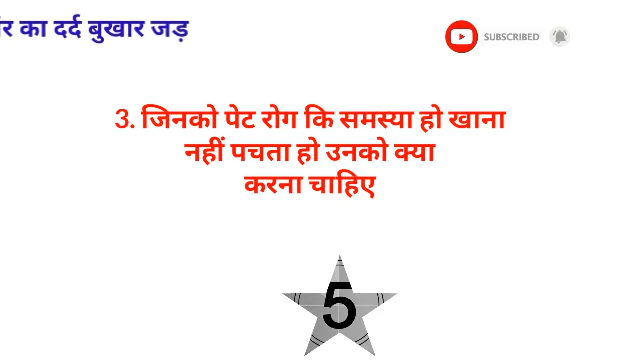 का दर्द बुखार जड़
SUBSCRIBED
3. जिनको पेट रोग कि समस्या हो खाना
नहीं पचता हो उनको क्या
करना चाहिए
5